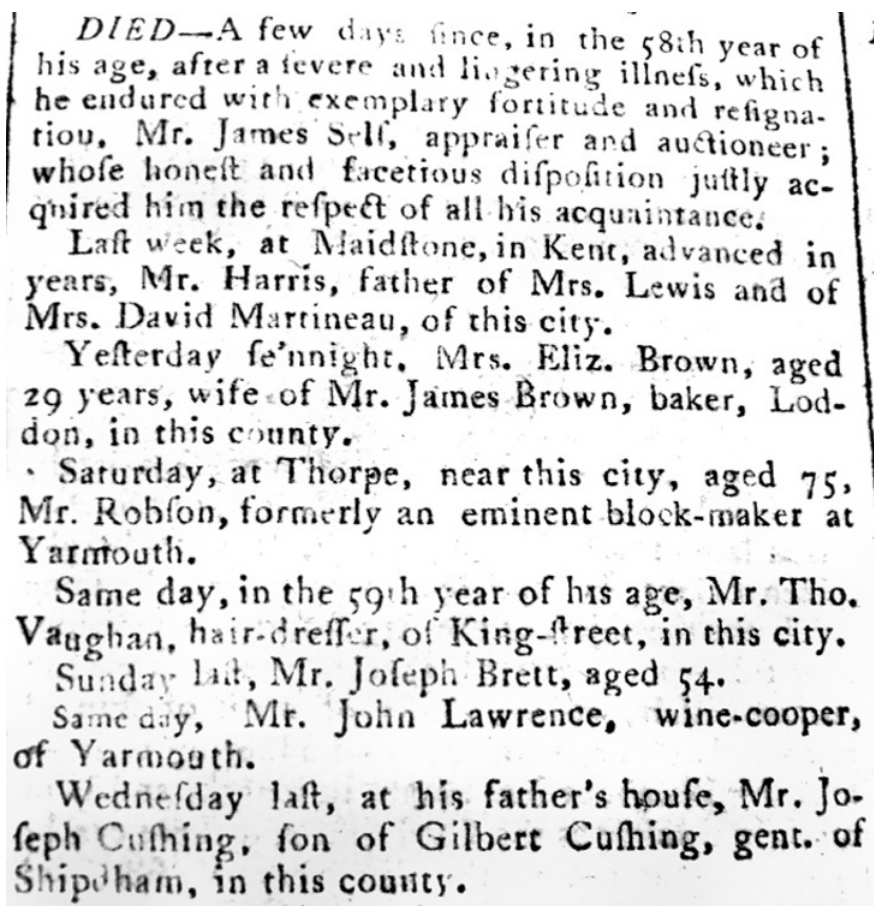 DIED—A few days ſince, in the 58th year of
his age, after a ſevere and lingering illneſs, which
he endured with exemplary fortitude and reſigna-
tiou, Mr. James Self, appraiſer and auctioneer;
whoſe honeſt and facetious diſpoſition juſtly ac-
quired him the reſpect of all his acquaintance.
Laſt week, at Maidſtone, in Kent, advanced in
years, Mr. Harris, father of Mrs. Lewis and of
Mrs. David Martineau, of this city.
Yeſterday ſe'nnight, Mrs. Eliz. Brown, aged
29 years, wife of Mr. James Brown, baker, Lod-
don, in this county.
Saturday, at Thorpe, near this city, aged 75,
Mr. Robſon, formerly an eminent block-maker at
Yarmouth.
Same day, in the 59th year of his age, Mr. Tho.
Vaughan, hair-dreſſer, of King-ſtreet, in this city.
Sunday laſt, Mr. Joſeph Brett, aged 54.
Same day, Mr. John Lawrence, wine-cooper,
of Yarmouth.
Wedneſday laſt, at his father's houſe, Mr. Jo-
ſeph Cuſhing, ſon of Gilbert Cuſhing, gent. of
Shipdham, in this county.